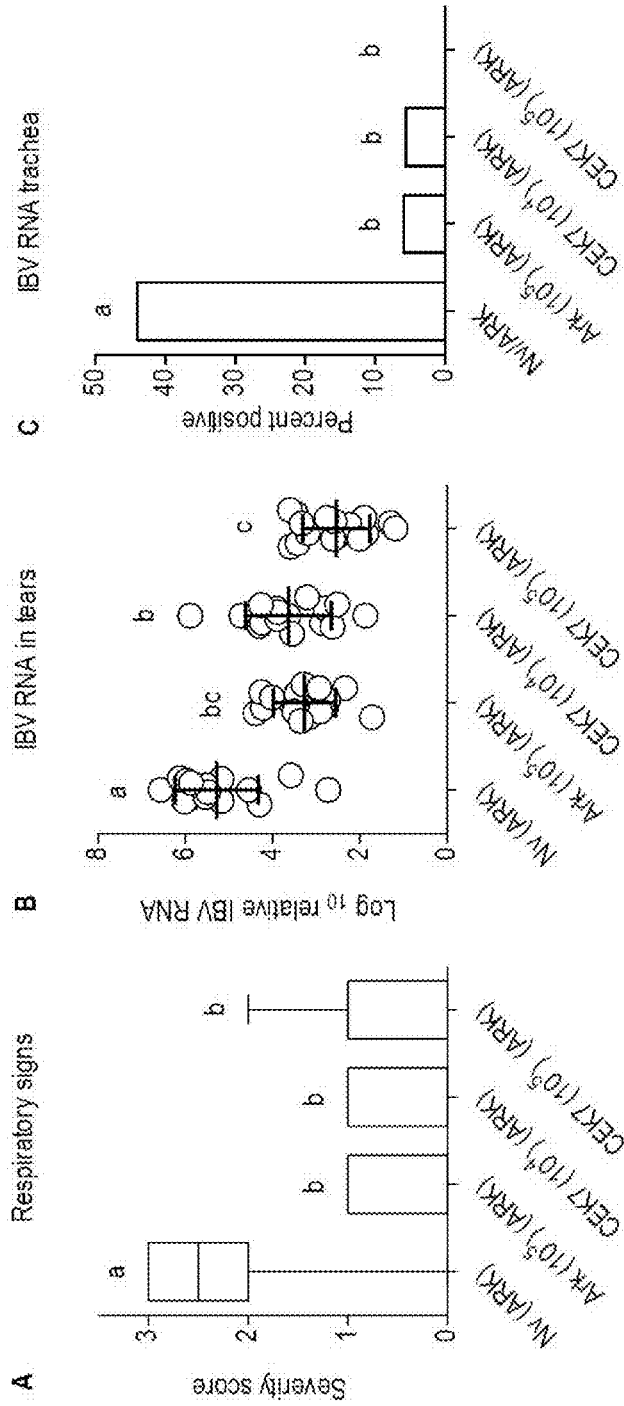 A
Respiratory signs
Severity score
3
2
1
0
a
b
b
b
Nv (ARK)
Ark (10⁵) (ARK)
CEK7 (10⁴) (ARK)
CEK7 (10⁵) (ARK)
B
IBV RNA in tears
Log 10 relative IBV RNA
8
6
4
2
0
a
bc
b
c
Nv (ARK)
Ark (10⁵) (ARK)
CEK7 (10⁴) (ARK)
CEK7 (10⁵) (ARK)
C
IBV RNA trachea
Percent positive
50
40
30
20
10
0
a
b
b
b
Nv/ARK
Ark (10⁵) (ARK)
CEK7 (10⁴) (ARK)
CEK7 (10⁵) (ARK)